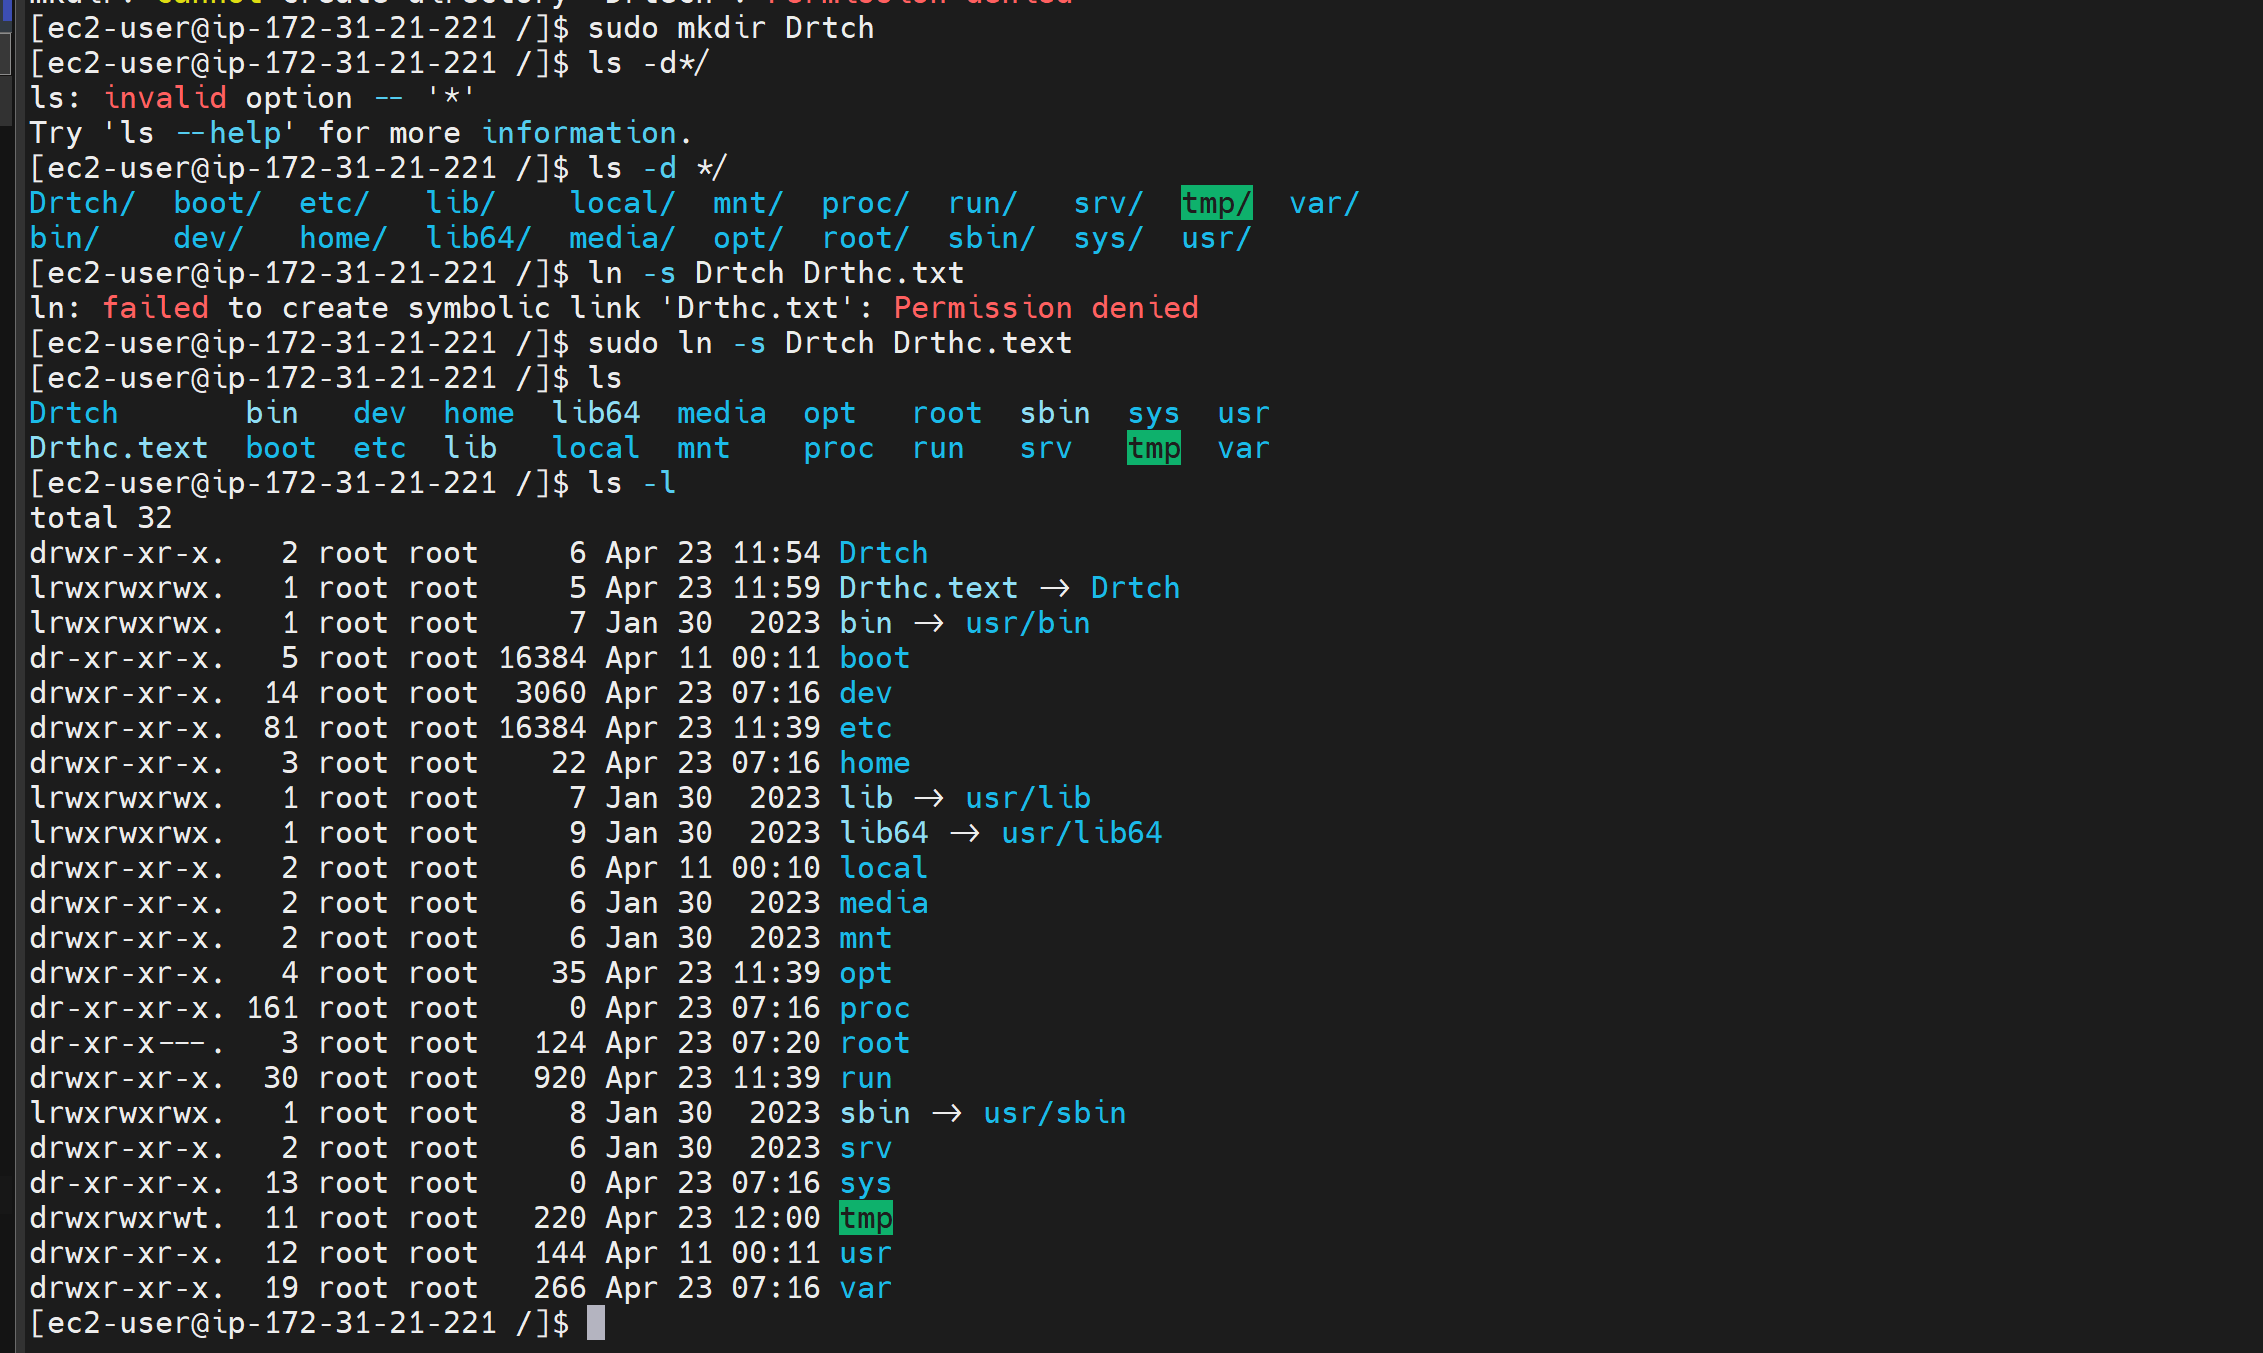 mkdir: cannot create directory 'Drtech': Permission denied
[ec2-user@ip-172-31-21-221 /]$ sudo mkdir Drtch
[ec2-user@ip-172-31-21-221 /]$ ls -d*/
ls: invalid option -- '*'
Try 'ls --help' for more information.
[ec2-user@ip-172-31-21-221 /]$ ls -d */
Drtch/  boot/  etc/   lib/    local/  mnt/  proc/  run/   srv/  tmp/  var/
bin/    dev/   home/  lib64/  media/  opt/  root/  sbin/  sys/  usr/
[ec2-user@ip-172-31-21-221 /]$ ln -s Drtch Drthc.txt
ln: failed to create symbolic link 'Drthc.txt': Permission denied
[ec2-user@ip-172-31-21-221 /]$ sudo ln -s Drtch Drthc.text
[ec2-user@ip-172-31-21-221 /]$ ls
Drtch       bin   dev  home  lib64  media  opt   root  sbin  sys  usr
Drthc.text  boot  etc  lib   local  mnt    proc  run   srv   tmp  var
[ec2-user@ip-172-31-21-221 /]$ ls -l
total 32
drwxr-xr-x.   2 root root     6 Apr 23 11:54 Drtch
lrwxrwxrwx.   1 root root     5 Apr 23 11:59 Drthc.text -> Drtch
lrwxrwxrwx.   1 root root     7 Jan 30  2023 bin -> usr/bin
dr-xr-xr-x.   5 root root 16384 Apr 11 00:11 boot
drwxr-xr-x.  14 root root  3060 Apr 23 07:16 dev
drwxr-xr-x.  81 root root 16384 Apr 23 11:39 etc
drwxr-xr-x.   3 root root    22 Apr 23 07:16 home
lrwxrwxrwx.   1 root root     7 Jan 30  2023 lib -> usr/lib
lrwxrwxrwx.   1 root root     9 Jan 30  2023 lib64 -> usr/lib64
drwxr-xr-x.   2 root root     6 Apr 11 00:10 local
drwxr-xr-x.   2 root root     6 Jan 30  2023 media
drwxr-xr-x.   2 root root     6 Jan 30  2023 mnt
drwxr-xr-x.   4 root root    35 Apr 23 11:39 opt
dr-xr-xr-x. 161 root root     0 Apr 23 07:16 proc
dr-xr-x---.   3 root root   124 Apr 23 07:20 root
drwxr-xr-x.  30 root root   920 Apr 23 11:39 run
lrwxrwxrwx.   1 root root     8 Jan 30  2023 sbin -> usr/sbin
drwxr-xr-x.   2 root root     6 Jan 30  2023 srv
dr-xr-xr-x.  13 root root     0 Apr 23 07:16 sys
drwxrwxrwt.  11 root root   220 Apr 23 12:00 tmp
drwxr-xr-x.  12 root root   144 Apr 11 00:11 usr
drwxr-xr-x.  19 root root   266 Apr 23 07:16 var
[ec2-user@ip-172-31-21-221 /]$